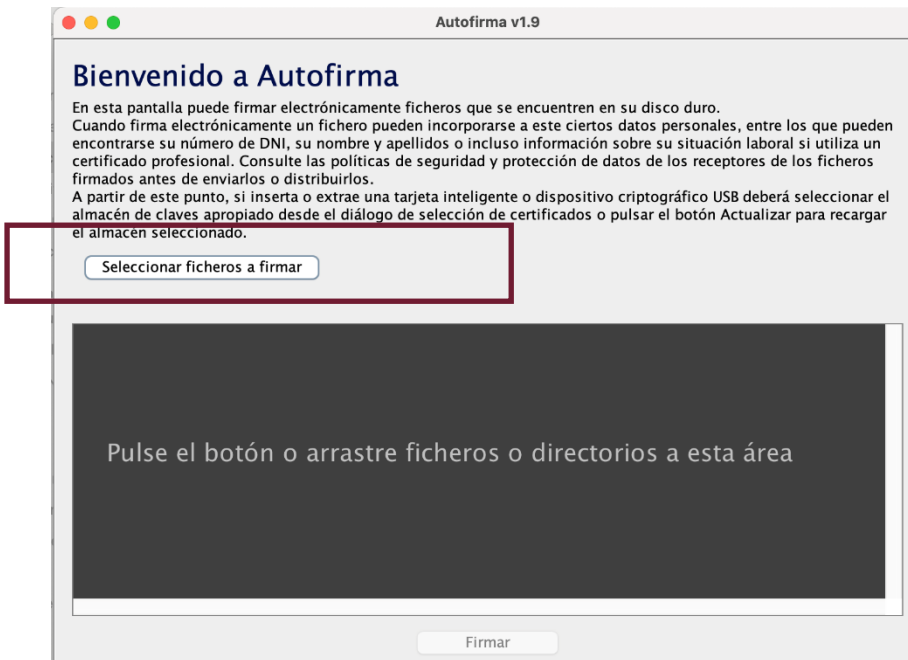 Autofirma v1.9
Bienvenido a Autofirma
En esta pantalla puede firmar electrónicamente ficheros que se encuentren en su disco duro.
Cuando firma electrónicamente un fichero pueden incorporarse a este ciertos datos personales, entre los que pueden
encontrarse su número de DNI, su nombre y apellidos o incluso información sobre su situación laboral si utiliza un
certificado profesional. Consulte las políticas de seguridad y protección de datos de los receptores de los ficheros
firmados antes de enviarlos o distribuirlos.
A partir de este punto, si inserta o extrae una tarjeta inteligente o dispositivo criptográfico USB deberá seleccionar el
almacén de claves apropiado desde el diálogo de selección de certificados o pulsar el botón Actualizar para recargar
el almacén seleccionado.
Seleccionar ficheros a firmar
Pulse el botón o arrastre ficheros o directorios a esta área
Firmar